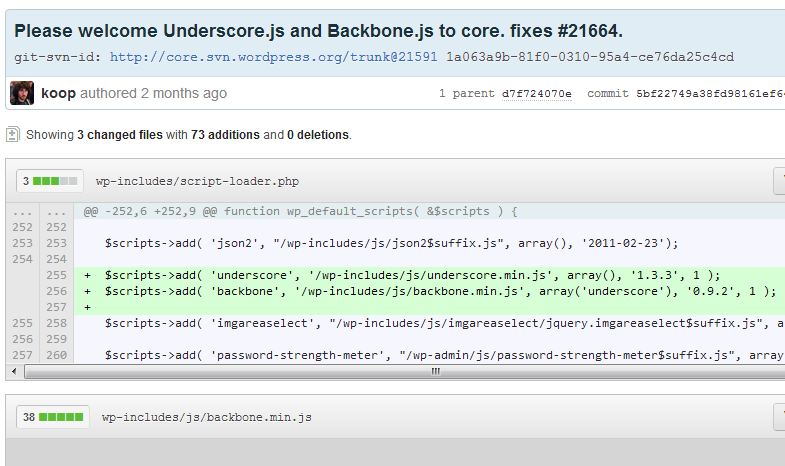 Please welcome Underscore.js and Backbone.js to core. fixes #21664.
git-svn-id: http://core.svn.wordpress.org/trunk@21591 1a063a9b-81f0-0310-95a4-ce76da25c4cd
koop authored 2 months ago 1 parent d7f724070e commit 5bf22749a38fd98161ef6
Showing 3 changed files with 73 additions and 0 deletions.
3 wp-includes/script-loader.php
... ... @@ -252,6 +252,9 @@ function wp_default_scripts( &$scripts ) {
252 252
253 253 $scripts->add( 'json2', "/wp-includes/js/json2$suffix.js", array(), '2011-02-23');
254 254
255 + $scripts->add( 'underscore', '/wp-includes/js/underscore.min.js', array(), '1.3.3', 1 );
256 + $scripts->add( 'backbone', '/wp-includes/js/backbone.min.js', array('underscore'), '0.9.2', 1 );
257 +
255 258 $scripts->add( 'imgareaselect', "/wp-includes/js/imgareaselect/jquery.imgareaselect$suffix.js", a
256 259
257 260 $scripts->add( 'password-strength-meter', "/wp-admin/js/password-strength-meter$suffix.js", array
38 wp-includes/js/backbone.min.js